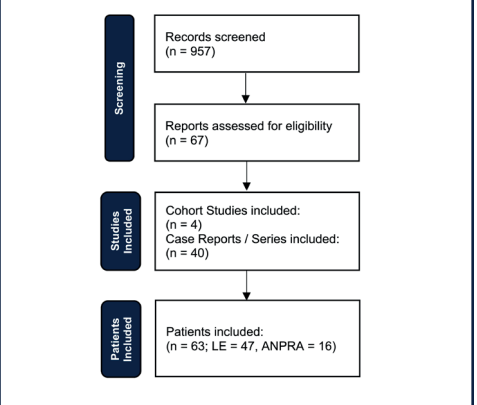 Screening
Records screened
(n = 957)
Reports assessed for eligibility
(n = 67)
Studies
Included
Cohort Studies included:
(n = 4)
Case Reports / Series included:
(n = 40)
Patients
Included
Patients included:
(n = 63; LE = 47, ANPRA = 16)